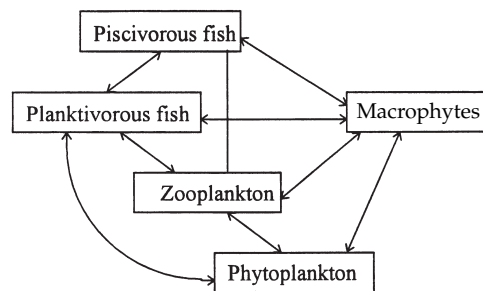 Piscivorous fish
Planktivorous fish
Macrophytes
Zooplankton
Phytoplankton